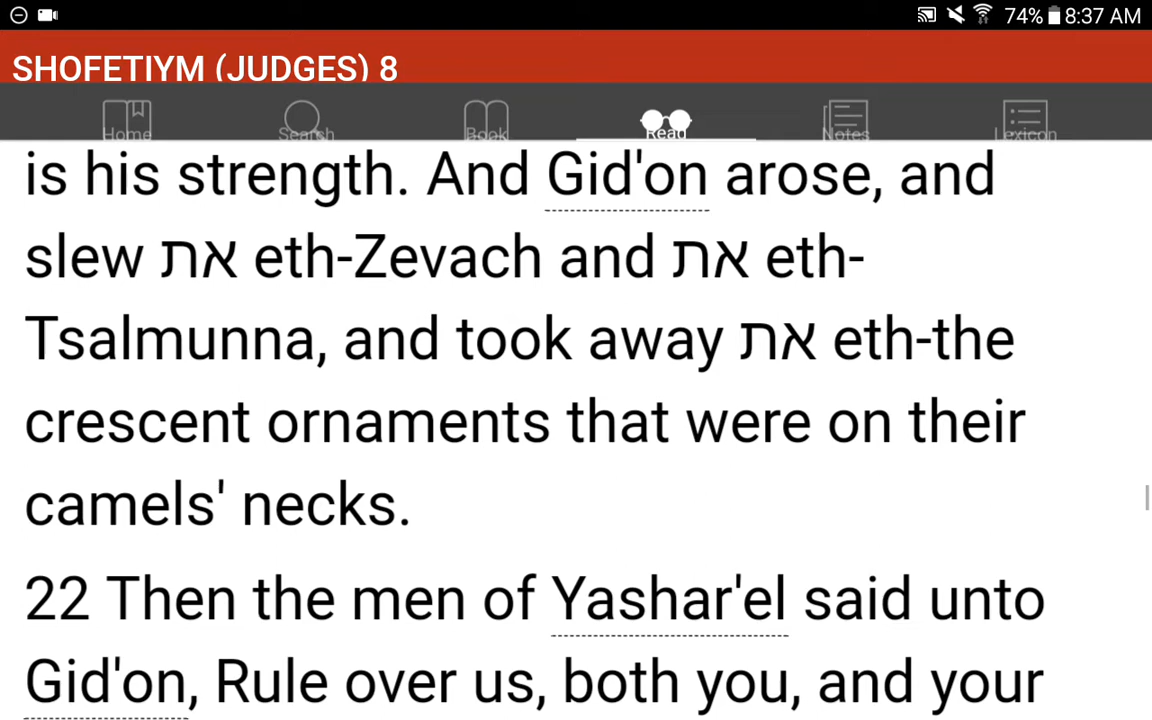 74% 8:37 AM
SHOFETIYM (JUDGES) 8
Home Search Book Read Notes Lexicon
is his strength. And Gid'on arose, and
slew את eth-Zevach and את eth-
Tsalmunna, and took away את eth-the
crescent ornaments that were on their
camels' necks.
22 Then the men of Yashar'el said unto
Gid'on, Rule over us, both you, and your